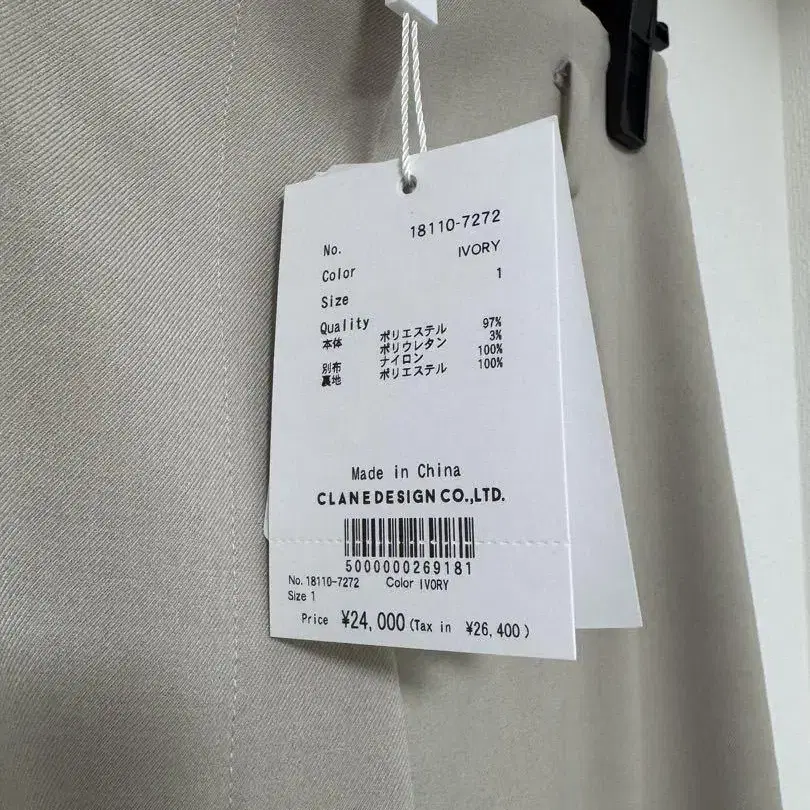 No. 18110-7272
Color IVORY
Size 1
Quality
本体 ポリエステル 97%
ポリウレタン 3%
別布 ナイロン 100%
裏地 ポリエステル 100%
Made in China
CLANEDESIGN CO.,LTD.
5000000269181
No. 18110-7272 Color IVORY
Size 1
Price ¥24,000(Tax in ¥26,400)